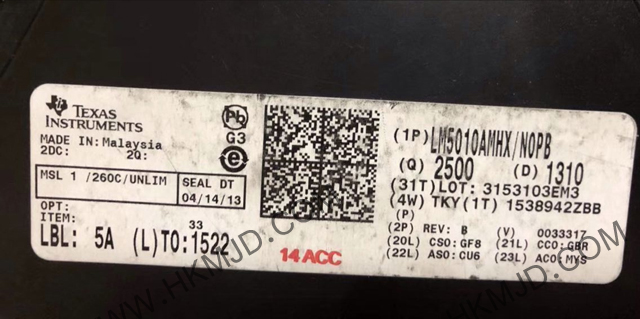 TEXAS
INSTRUMENTS
MADE IN: Malaysia
2DC: 2Q:
Pb
G3
e
MSL 1 /260C/UNLIM
SEAL DT
04/14/13
OPT:
ITEM:
33
LBL: 5A (L)TO:1522
14ACC
(1P)LM5010AMHX/NOPB
(Q) 2500 (D) 1310
(31T)LOT: 3153103EM3
(4W) TKY(1T) 1538942ZBB
(P)
(2P) REV: B (V) 0033317
(20L) CSO:GF8 (21L) CCO:GBR
(22L) ASO:CU6 (23L) ACO:MYS
WWW.HKMJD.COM